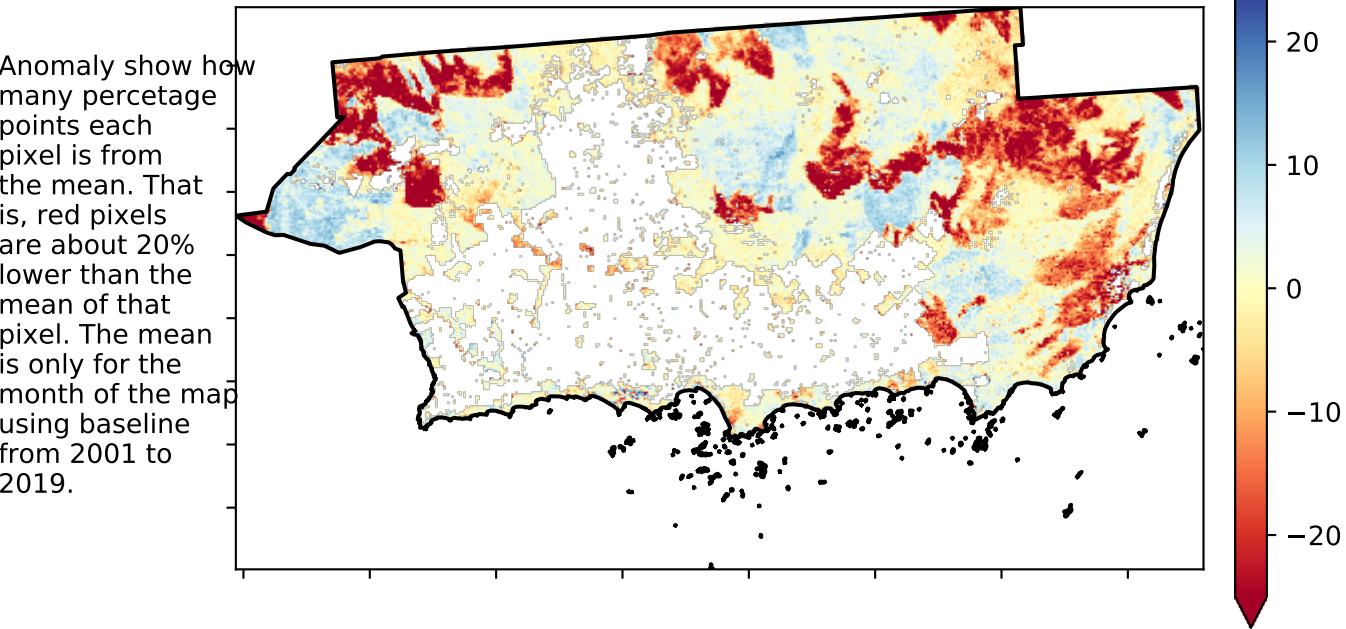 Anomaly show how
many percetage
points each
pixel is from
the mean. That
is, red pixels
are about 20%
lower than the
mean of that
pixel. The mean
is only for the
month of the map
using baseline
from 2001 to
2019.
20
10
0
−10
−20